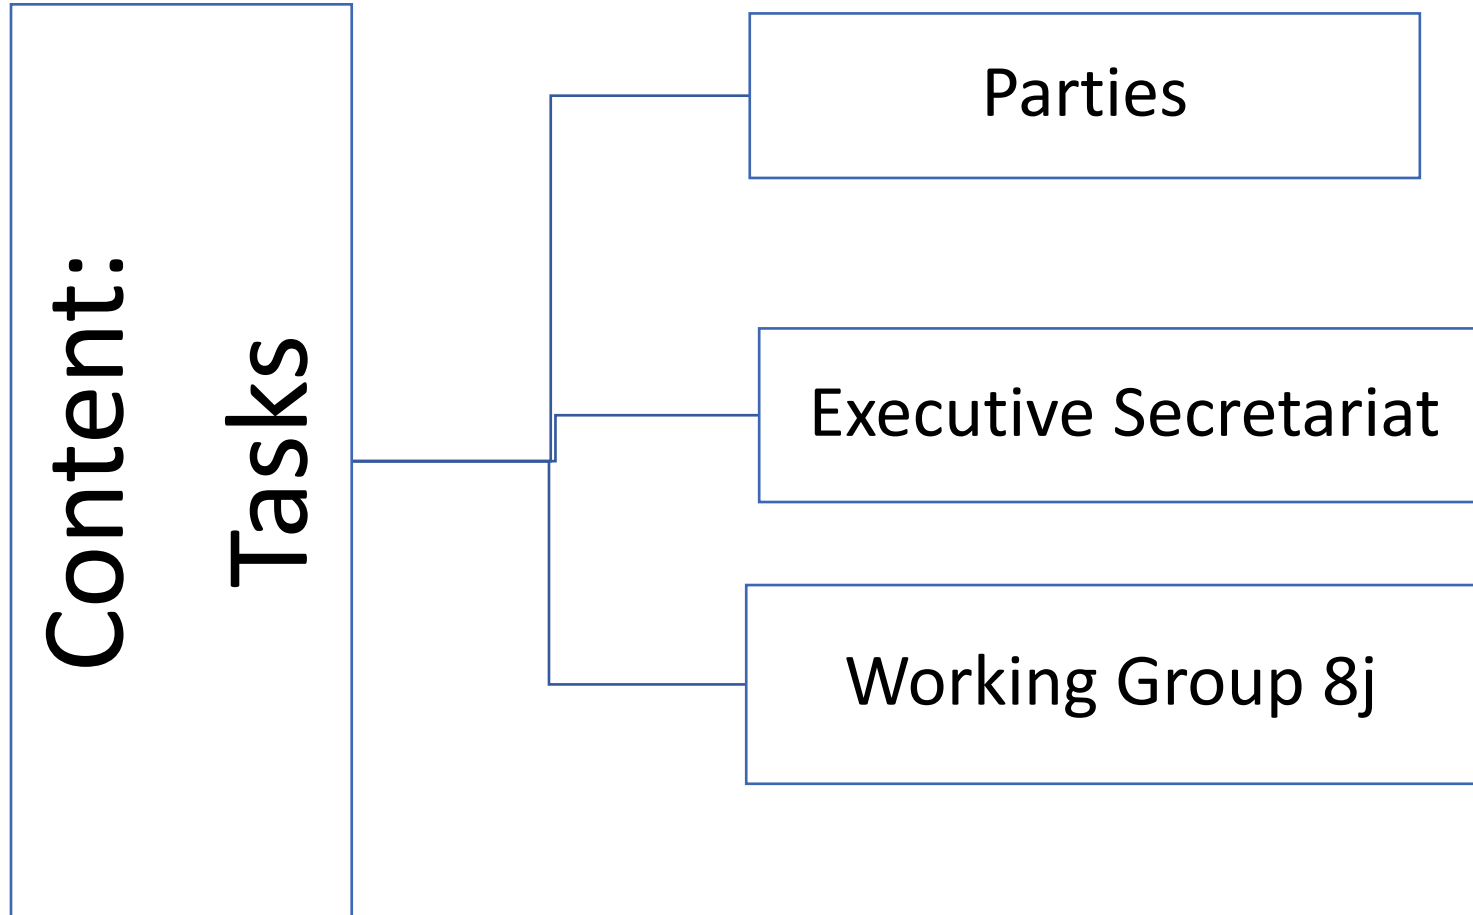 Content:
Tasks
Parties
Executive Secretariat
Working Group 8j